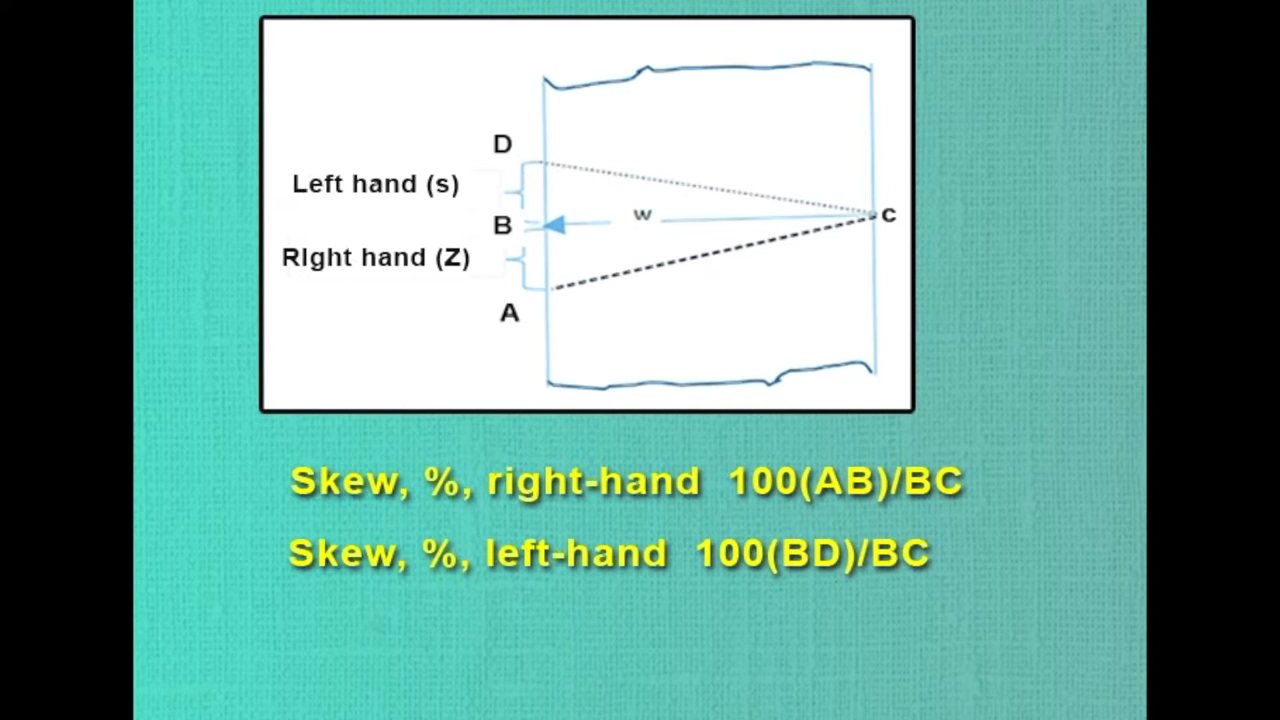 D
Left hand (s)
w
C
B
RIght hand (Z)
A
Skew, %, right-hand 100(AB)/BC
Skew, %, left-hand 100(BD)/BC